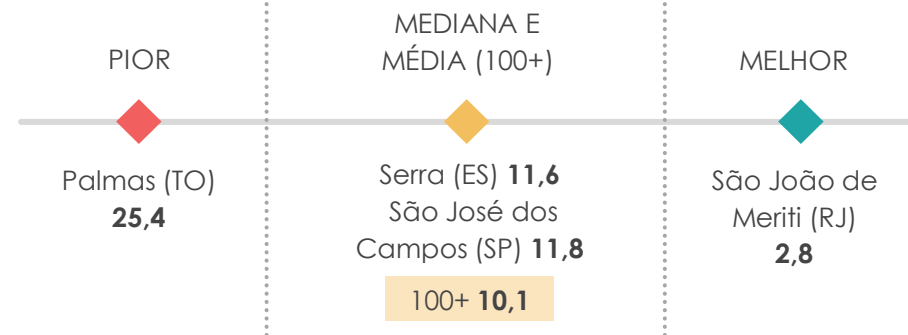 PIOR
Palmas (TO)
25,4
MEDIANA E
MÉDIA (100+)
Serra (ES) 11,6
São José dos
Campos (SP) 11,8
100+ 10,1
MELHOR
São João de
Meriti (RJ)
2,8